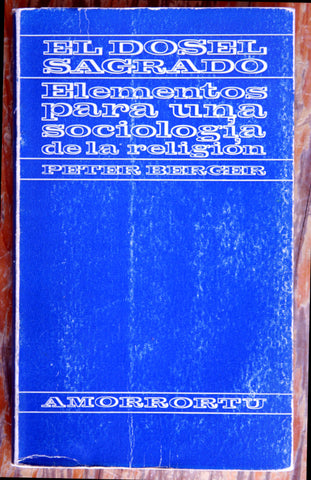 EL DOSEL
SAGRADO
Elementos
para una
sociología
de la religión
PETER BERGER
AMORRORTU